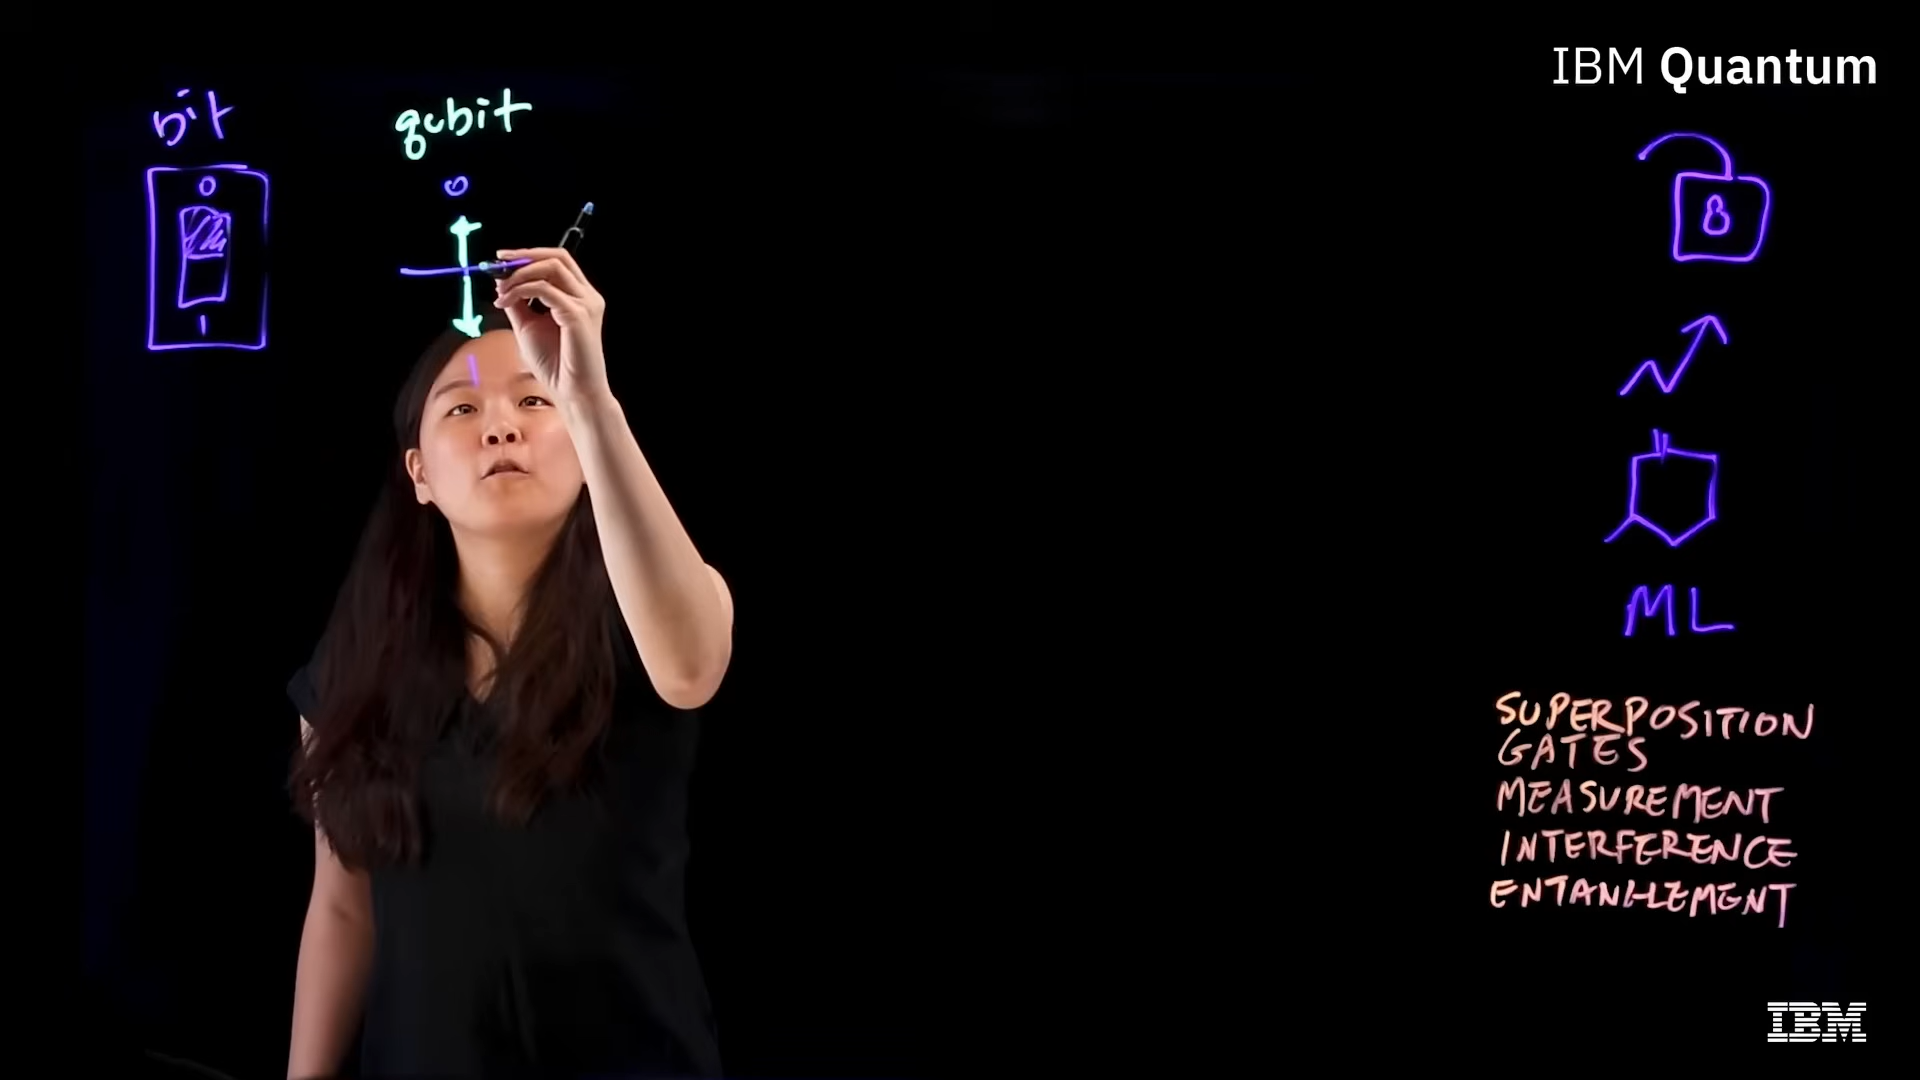 IBM Quantum
bit
qubit
0
1
0
1
ML
SUPERPOSITION
GATES
MEASUREMENT
INTERFERENCE
ENTANGLEMENT
IBM